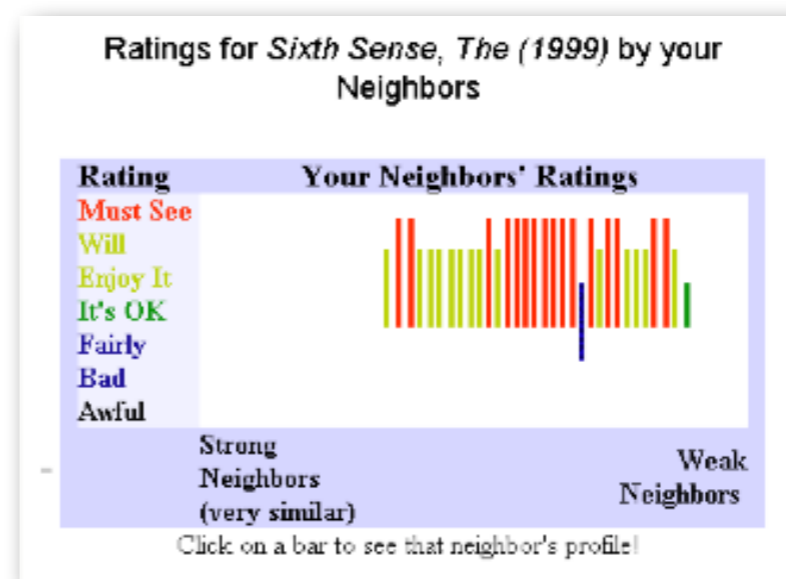 Ratings for Sixth Sense, The (1999) by your
Neighbors
Rating Your Neighbors' Ratings
Must See
Will
Enjoy It
It's OK
Fairly
Bad
Awful
Strong
Neighbors
(very similar)
Weak
Neighbors
Click on a bar to see that neighbor's profile!